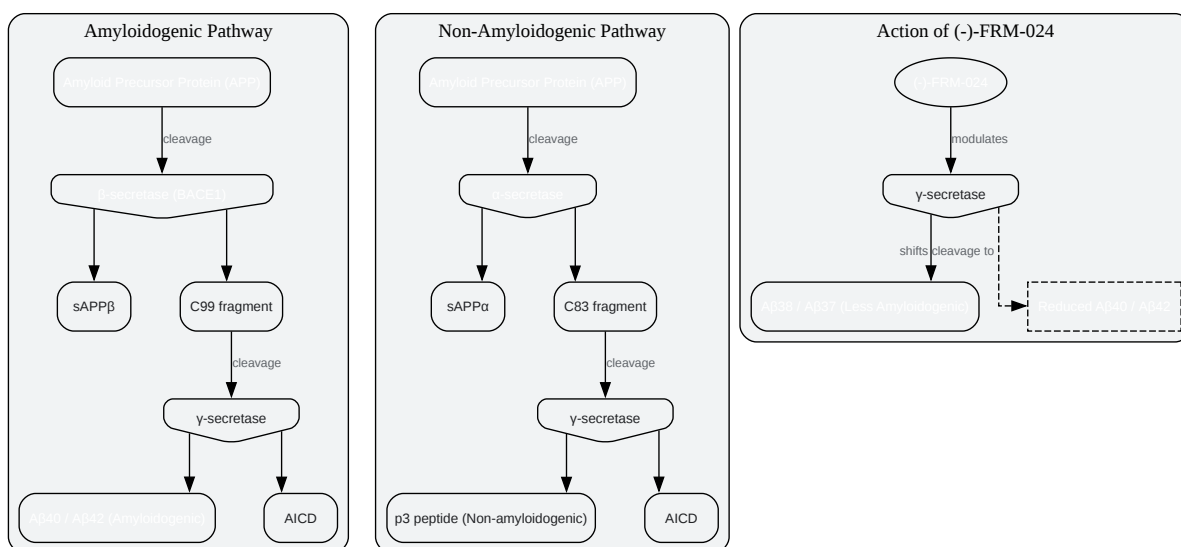 Amyloidogenic Pathway
Amyloid Precursor Protein (APP)
cleavage
β-secretase (BACE1)
sAPPβ
C99 fragment
cleavage
γ-secretase
Aβ40 / Aβ42 (Amyloidogenic)
AICD
Non-Amyloidogenic Pathway
Amyloid Precursor Protein (APP)
cleavage
α-secretase
sAPPα
C83 fragment
cleavage
γ-secretase
p3 peptide (Non-amyloidogenic)
AICD
Action of (-)-FRM-024
(-)-FRM-024
modulates
γ-secretase
shifts cleavage to
Aβ38 / Aβ37 (Less Amyloidogenic)
Reduced Aβ40 / Aβ42